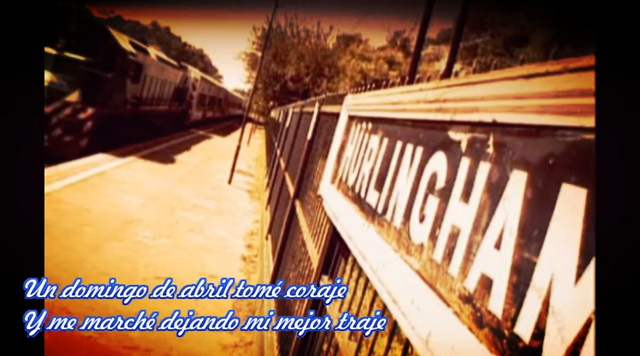 HURLINGHAM
Un domingo de abril tomé coraje
Y me marché dejando mi mejor traje